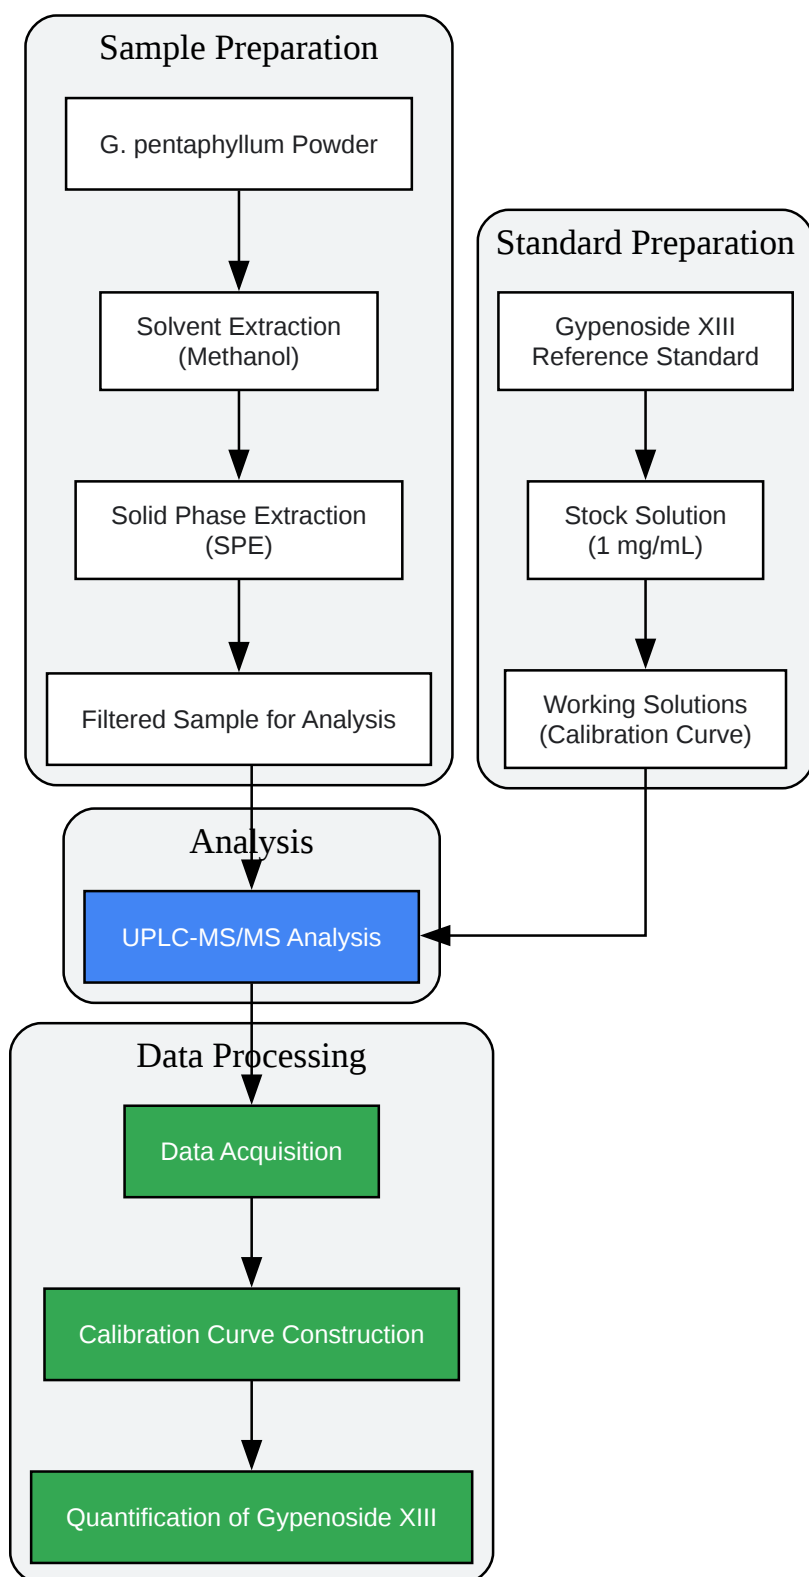 Sample Preparation
G. pentaphyllum Powder
Solvent Extraction
(Methanol)
Solid Phase Extraction
(SPE)
Filtered Sample for Analysis
Standard Preparation
Gypenoside XIII
Reference Standard
Stock Solution
(1 mg/mL)
Working Solutions
(Calibration Curve)
Analysis
UPLC-MS/MS Analysis
Data Processing
Data Acquisition
Calibration Curve Construction
Quantification of Gypenoside XIII